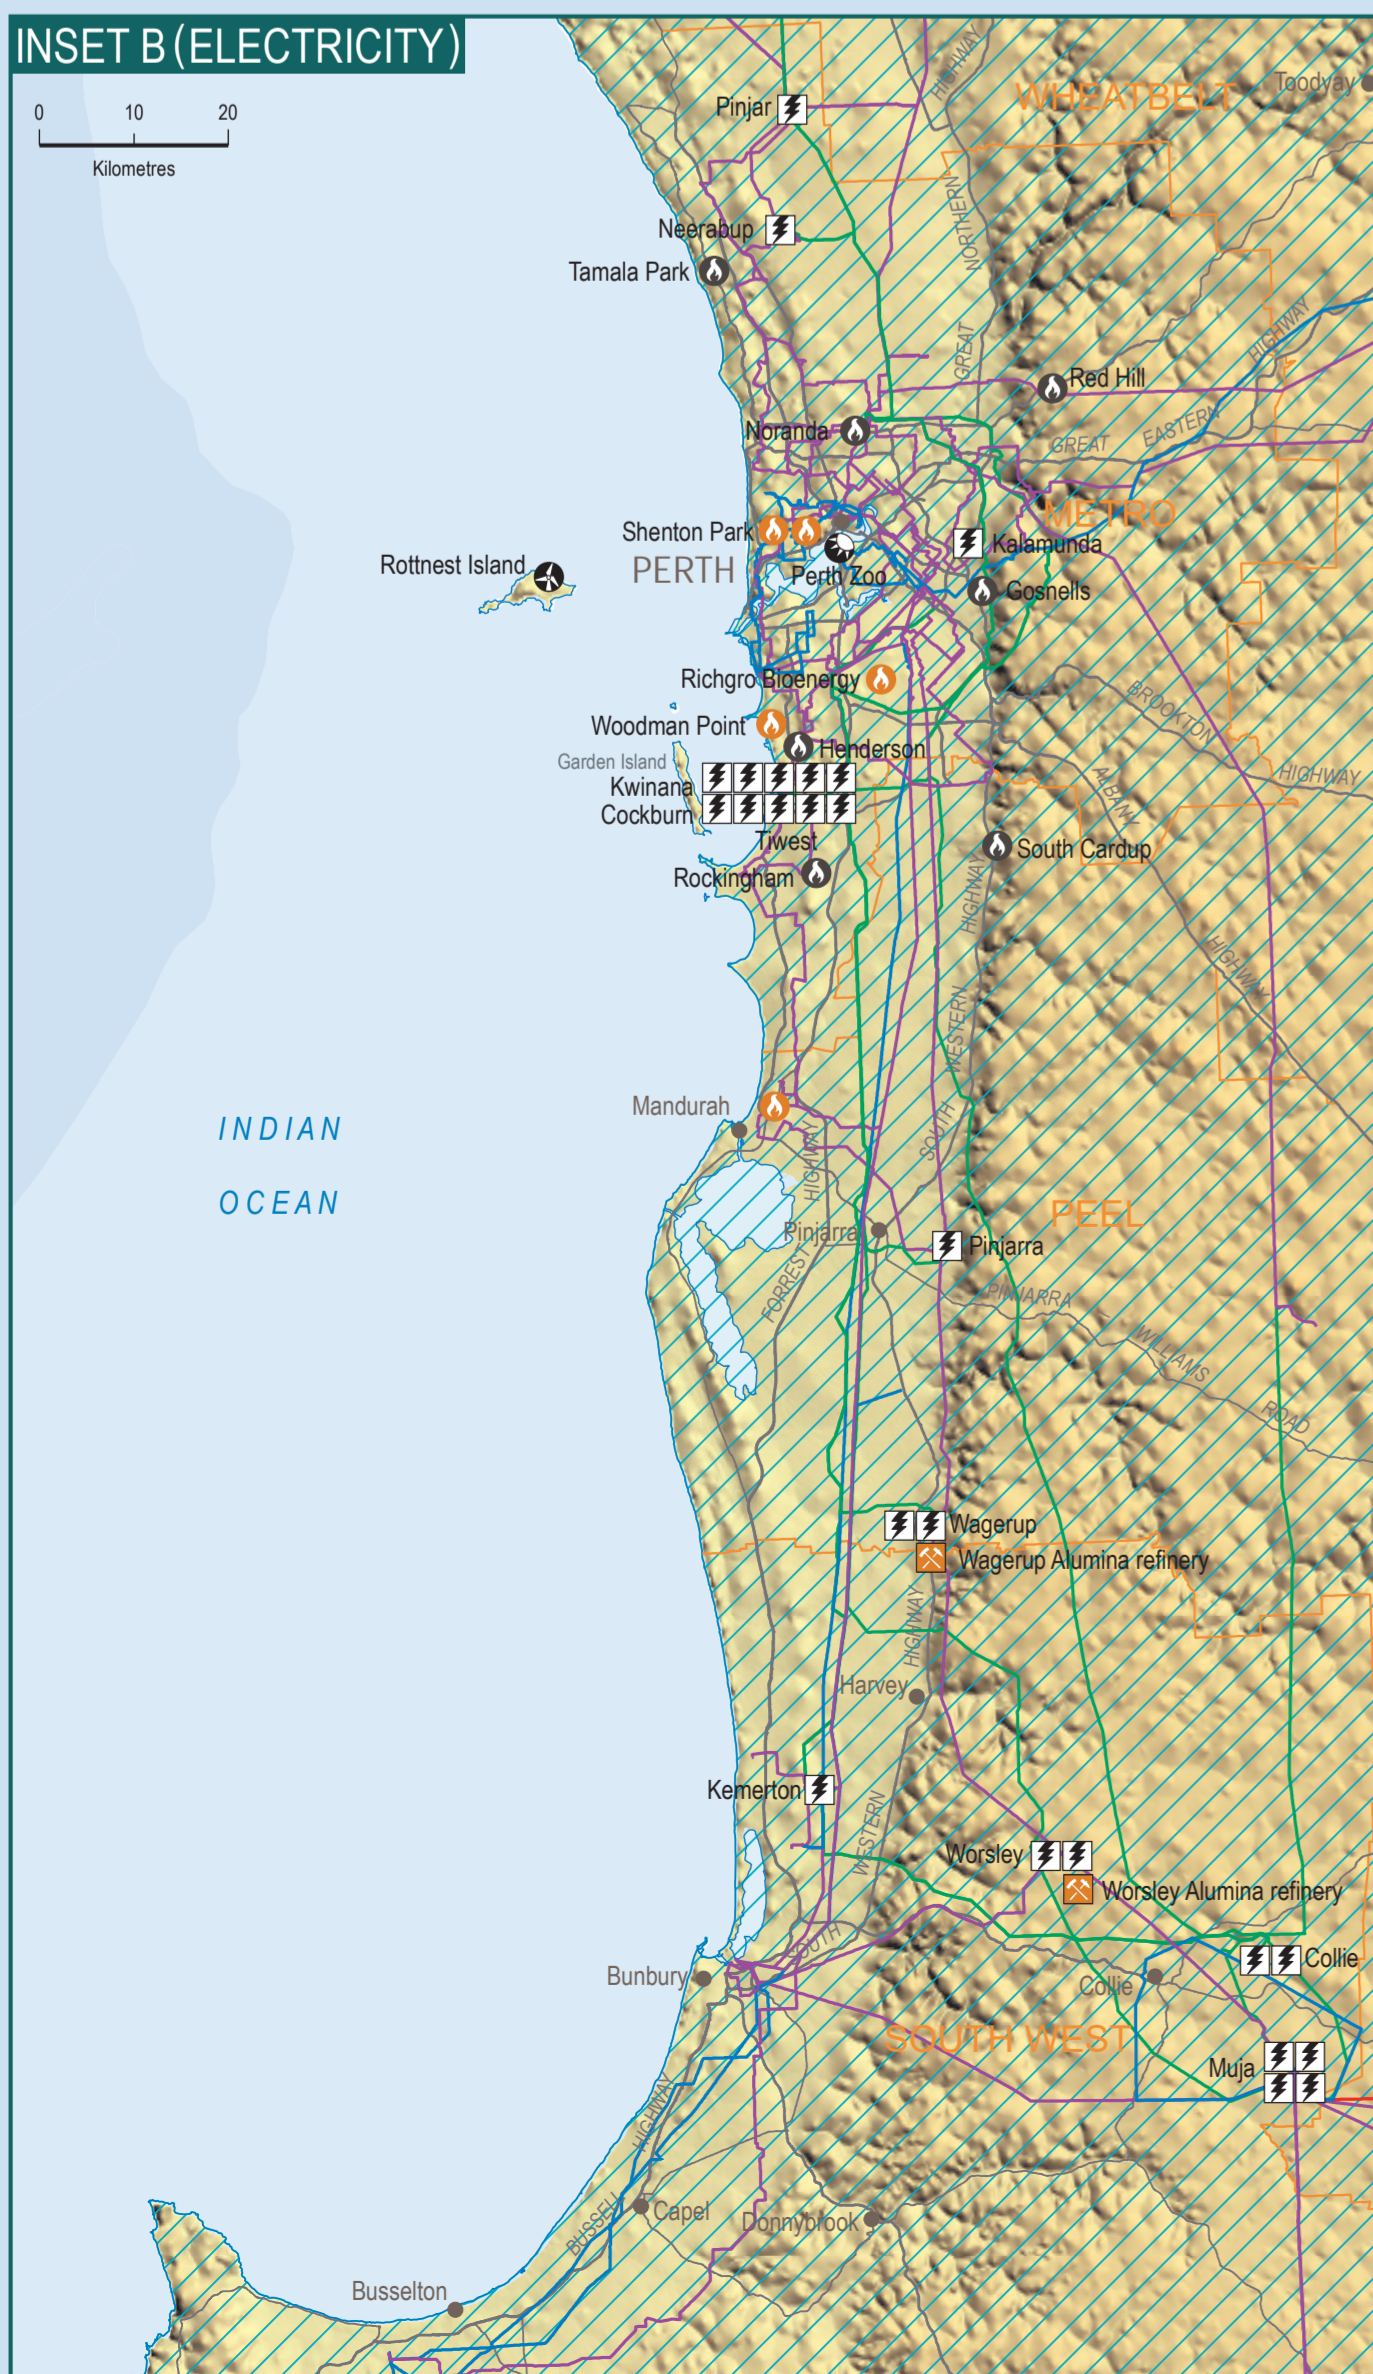 INSET B (ELECTRICITY)
0 10 20
Kilometres
HIGHWAY
WHEATBELT
Toodyay
Pinjar
NORTHERN
Neerabup
Tamala Park
HIGHWAY
GREAT
Red Hill
Noranda
GREAT EASTERN
METRO
Shenton Park
Kalamunda
Rottnest Island
PERTH
Perth Zoo
Gosnells
Richgro Bioenergy
BROOKTON
HIGHWAY
Woodman Point
Henderson
Garden Island
Kwinana
ALBANY
Cockburn
Tiwest
South Cardup
Rockingham
HIGHWAY
HIGHWAY
WESTERN
Mandurah
INDIAN
OCEAN
SOUTH
HIGHWAY
PEEL
Pinjarra
Pinjarra
FORREST
PINJARRA
WILLIAMS
ROAD
Wagerup
Wagerup Alumina refinery
HIGHWAY
Harvey
Kemerton
WESTERN
Worsley
Worsley Alumina refinery
SOUTH
Bunbury
Collie
Collie
SOUTH WEST
Muja
HIGHWAY
BUSSELL
Capel
Donnybrook
Busselton